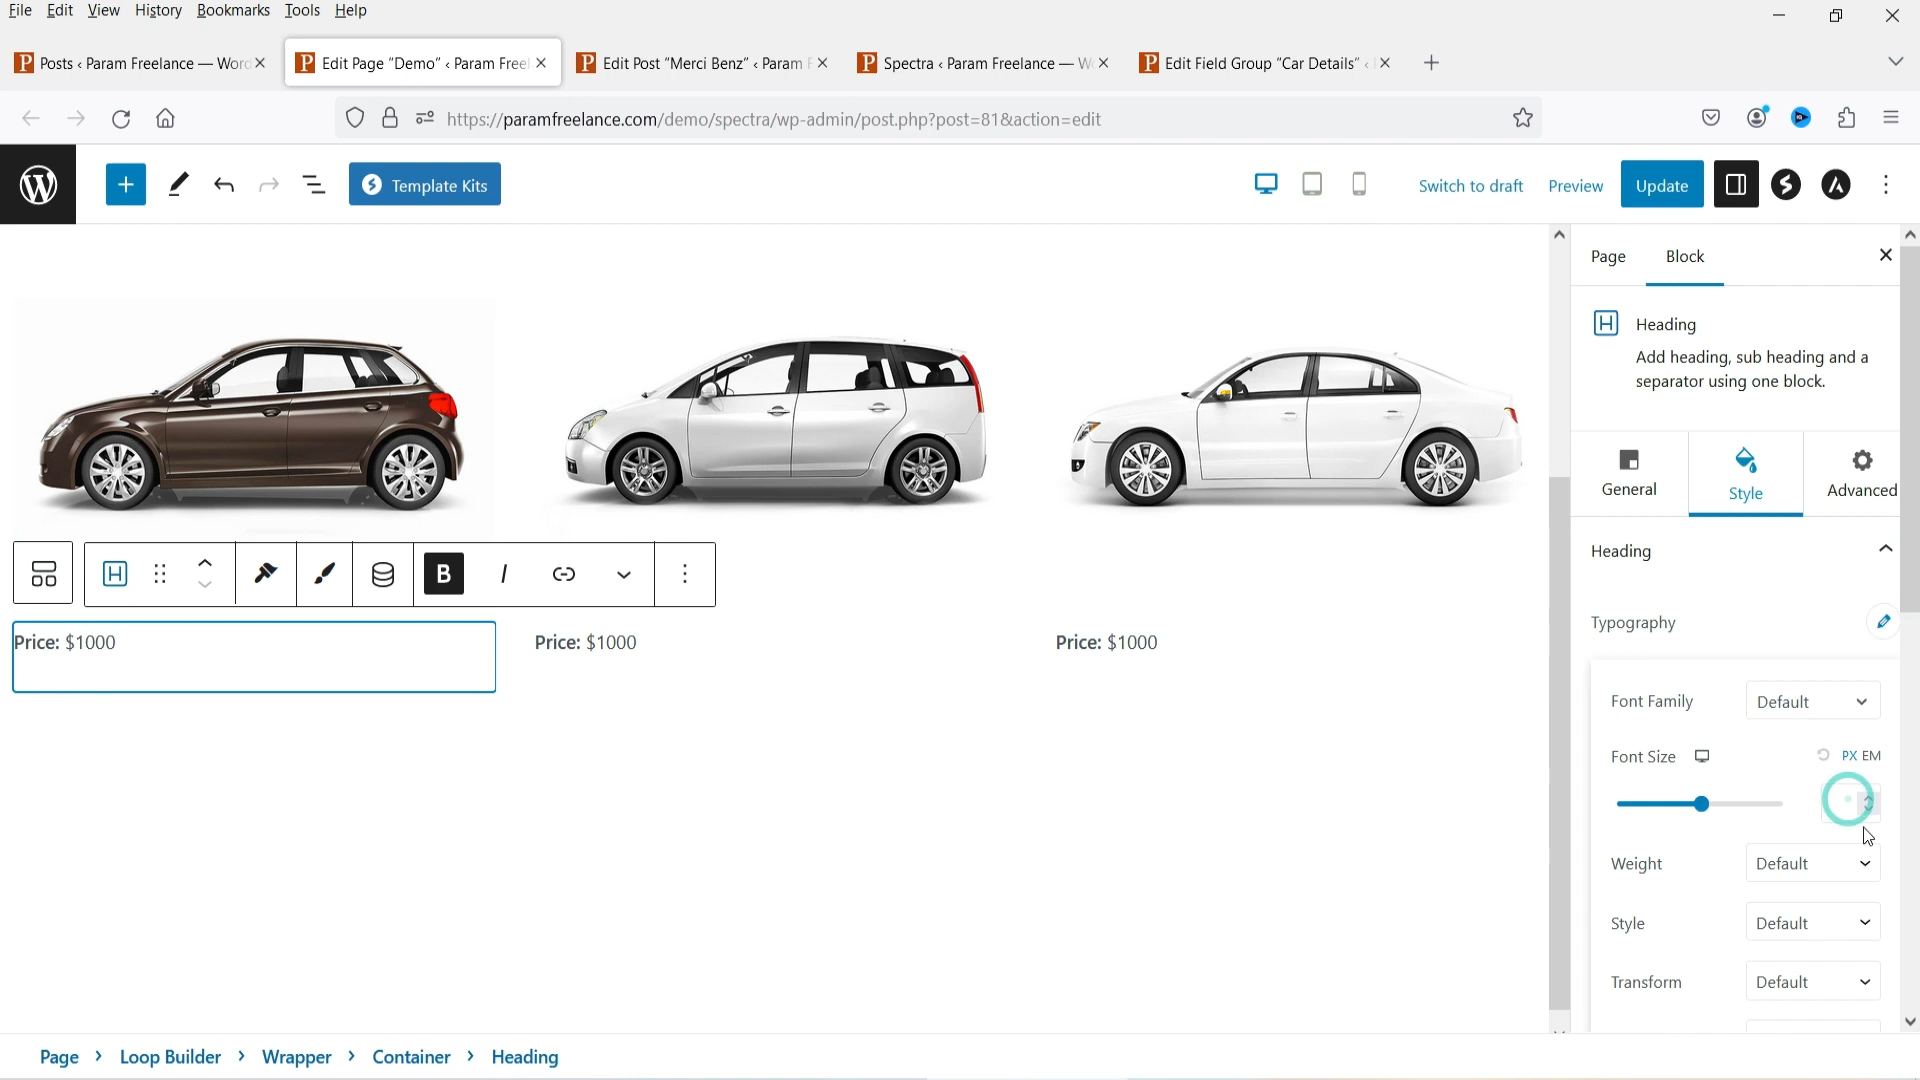 File Edit View History Bookmarks Tools Help
Posts ‹ Param Freelance — Word
Edit Page “Demo” ‹ Param Freel
Edit Post “Merci Benz” ‹ Param F
Spectra ‹ Param Freelance — Wo
Edit Field Group “Car Details” ‹
https://paramfreelance.com/demo/spectra/wp-admin/post.php?post=81&action=edit
Template Kits
Switch to draft
Preview
Update
Page
Block
Heading
Add heading, sub heading and a
separator using one block.
General
Style
Advanced
Heading
Typography
Font Family
Default
Font Size
PX EM
Weight
Default
Style
Default
Transform
Default
B
I
Price: $1000
Price: $1000
Price: $1000
Page › Loop Builder › Wrapper › Container › Heading